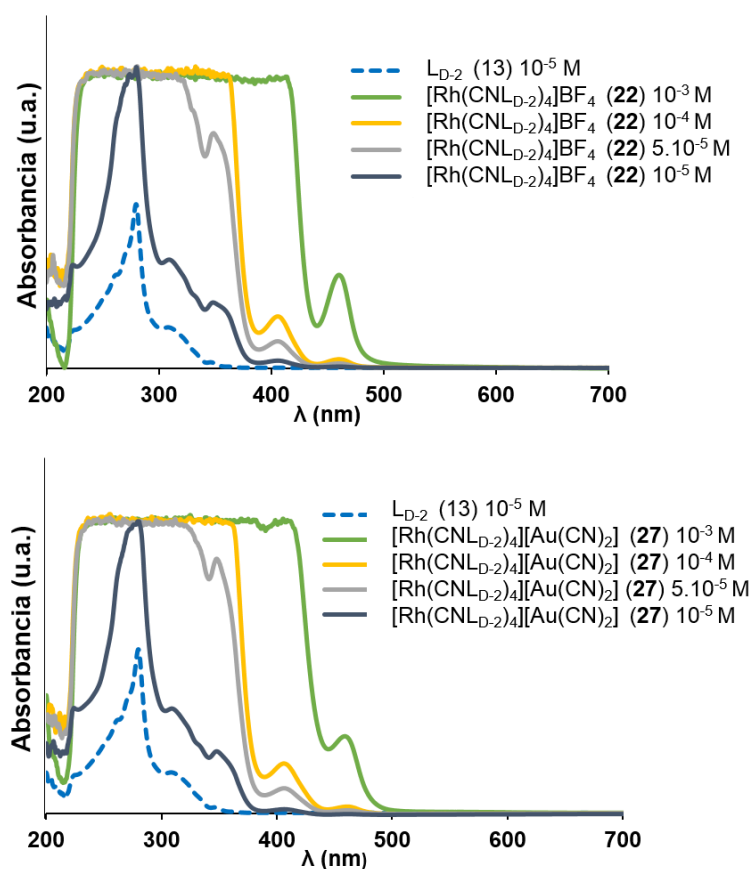 Absorbancia (u.a.)
L_D-2 (13) 10⁻⁵ M
[Rh(CNL_D-2)₄]BF₄ (22) 10⁻³ M
[Rh(CNL_D-2)₄]BF₄ (22) 10⁻⁴ M
[Rh(CNL_D-2)₄]BF₄ (22) 5.10⁻⁵ M
[Rh(CNL_D-2)₄]BF₄ (22) 10⁻⁵ M
200 300 400 500 600 700
λ (nm)
Absorbancia (u.a.)
L_D-2 (13) 10⁻⁵ M
[Rh(CNL_D-2)₄][Au(CN)₂] (27) 10⁻³ M
[Rh(CNL_D-2)₄][Au(CN)₂] (27) 10⁻⁴ M
[Rh(CNL_D-2)₄][Au(CN)₂] (27) 5.10⁻⁵ M
[Rh(CNL_D-2)₄][Au(CN)₂] (27) 10⁻⁵ M
200 300 400 500 600 700
λ (nm)